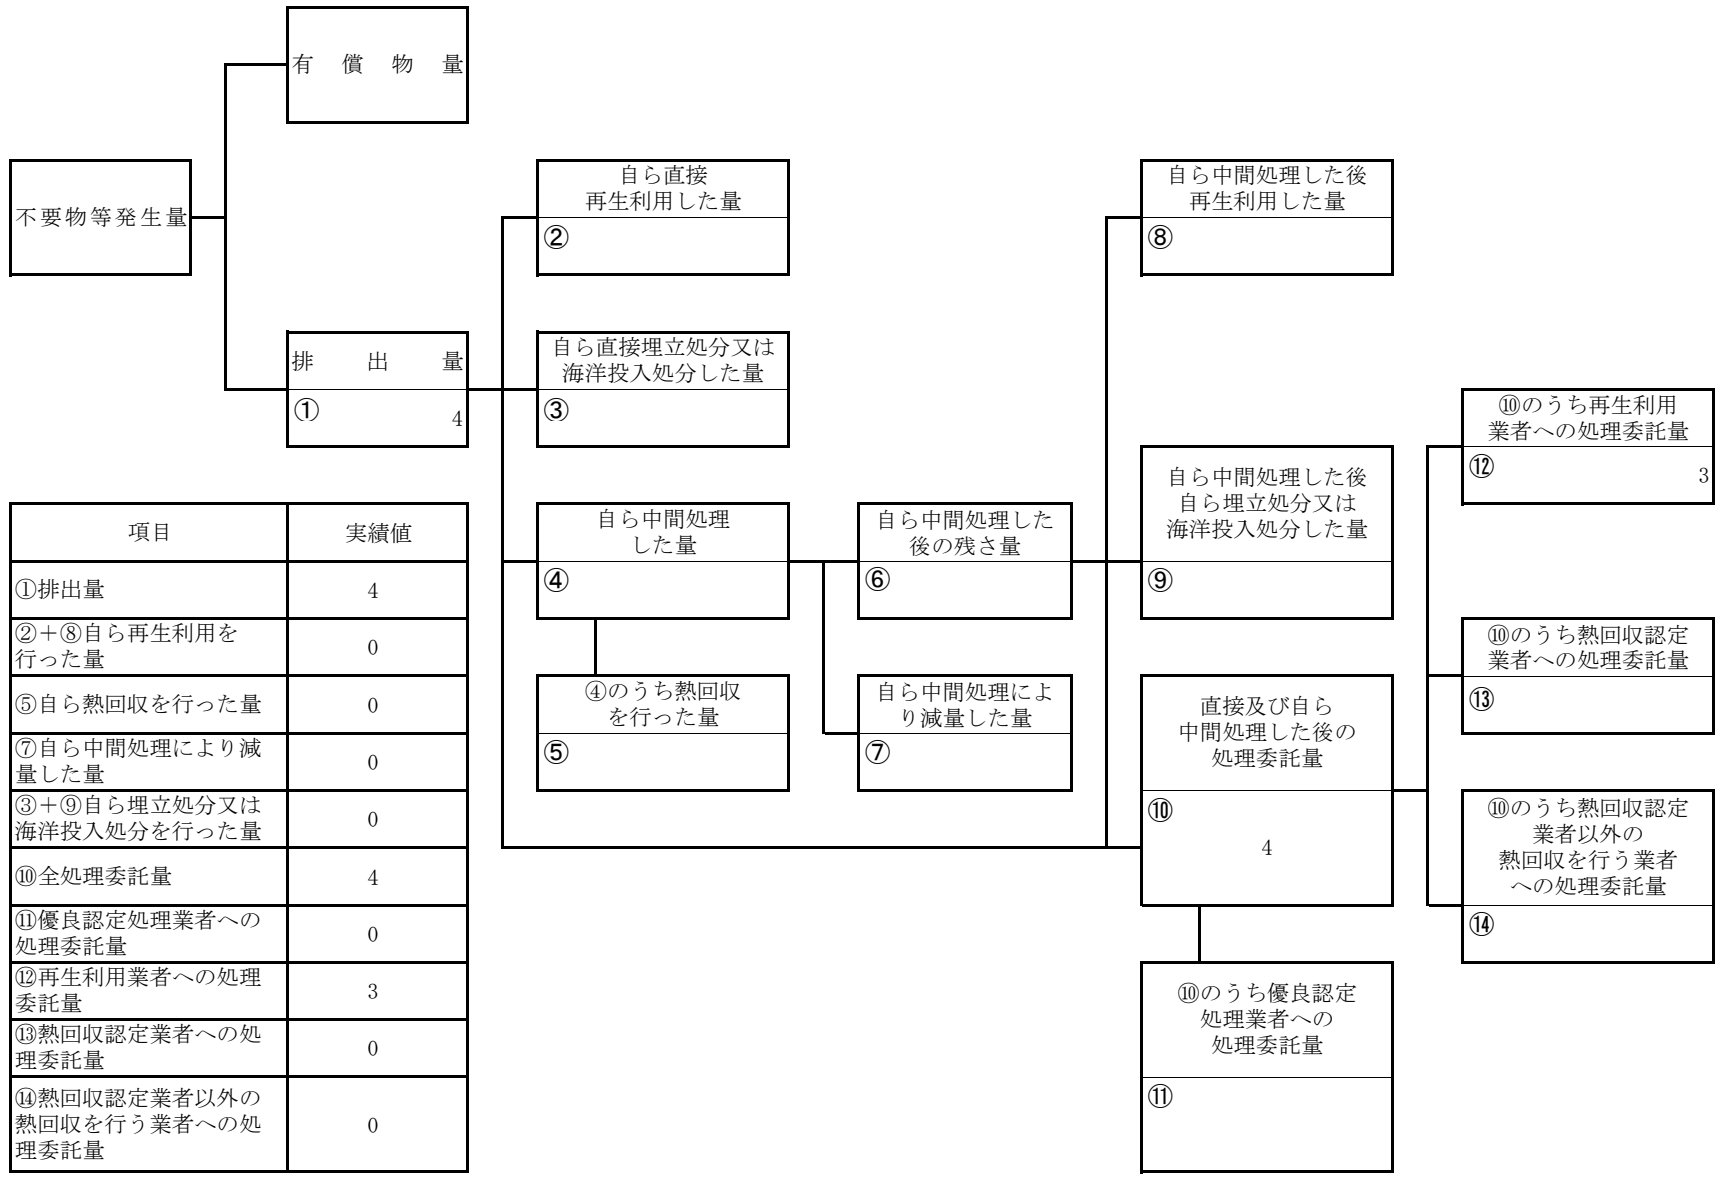 有償物量
不要物等発生量
排出量
①
4
自ら直接
再生利用した量
②
自ら直接埋立処分又は
海洋投入処分した量
③
自ら中間処理
した量
④
④のうち熱回収
を行った量
⑤
自ら中間処理した
後の残さ量
⑥
自ら中間処理によ
り減量した量
⑦
自ら中間処理した後
再生利用した量
⑧
自ら中間処理した後
自ら埋立処分又は
海洋投入処分した量
⑨
直接及び自ら
中間処理した後の
処理委託量
⑩
4
⑩のうち優良認定
処理業者への
処理委託量
⑪
⑩のうち再生利用
業者への処理委託量
⑫
3
⑩のうち熱回収認定
業者への処理委託量
⑬
⑩のうち熱回収認定
業者以外の
熱回収を行う業者
への処理委託量
⑭
項目 実績値
①排出量 4
②＋⑧自ら再生利用を
行った量 0
⑤自ら熱回収を行った量 0
⑦自ら中間処理により減
量した量 0
③＋⑨自ら埋立処分又は
海洋投入処分を行った量 0
⑩全処理委託量 4
⑪優良認定処理業者への
処理委託量 0
⑫再生利用業者への処理
委託量 3
⑬熱回収認定業者への処
理委託量 0
⑭熱回収認定業者以外の
熱回収を行う業者への処 0
理委託量